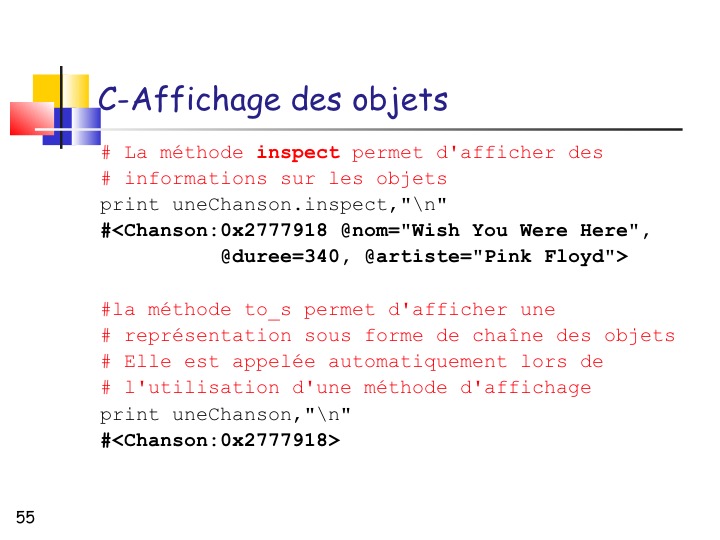 C-Affichage des objets
# La méthode inspect permet d'afficher des
# informations sur les objets
print uneChanson.inspect,"\n"
#<Chanson:0x2777918 @nom="Wish You Were Here",
@duree=340, @artiste="Pink Floyd">
#la méthode to_s permet d'afficher une
# représentation sous forme de chaîne des objets
# Elle est appelée automatiquement lors de
# l'utilisation d'une méthode d'affichage
print uneChanson,"\n"
#<Chanson:0x2777918>
55